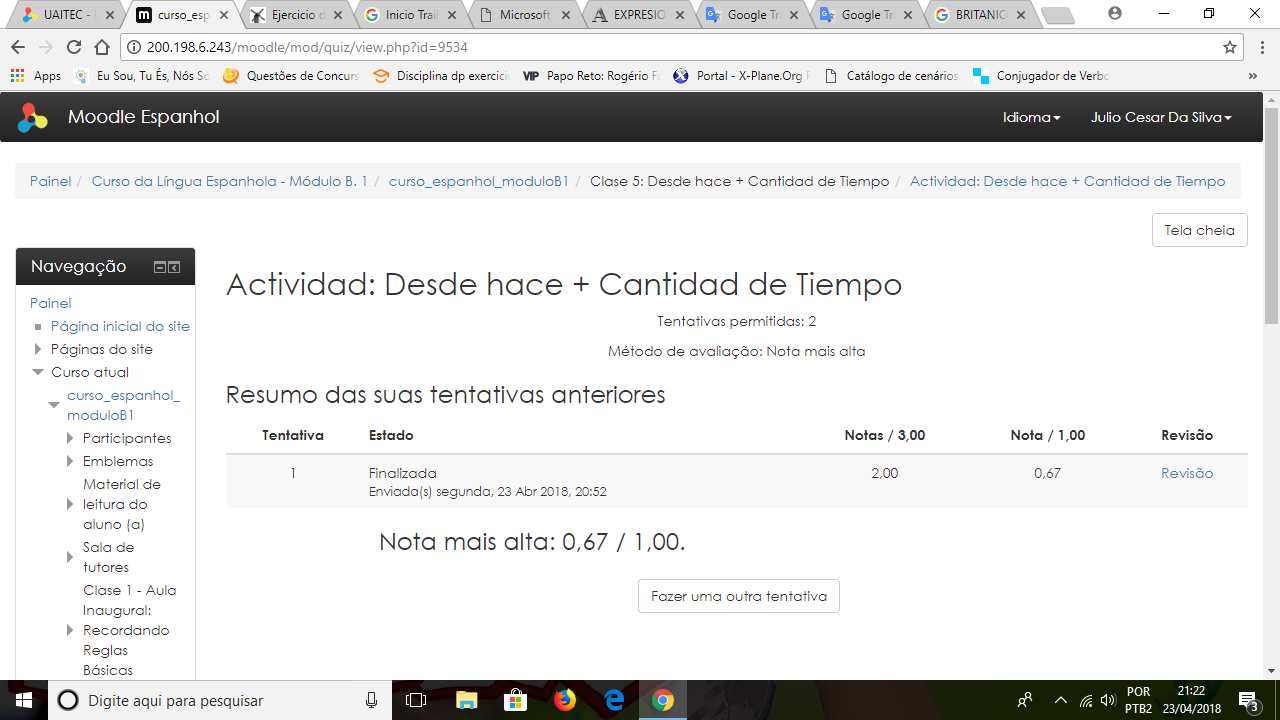 UAITEC - L
curso_esp
Ejercicio d
Inicio Trail
Microsoft
EXPRESIO
Google Tr
Google Tr
BRITANIC
200.198.6.243/moodle/mod/quiz/view.php?id=9534
Apps
Eu Sou, Tu És, Nós So
Questões de Concurs
Disciplina dp exercici
VIP Papo Reto: Rogério F
Portal - X-Plane.Org F
Catálogo de cenários
Conjugador de Verbo
»
Moodle Espanhol
Idioma
Julio Cesar Da Silva
Painel / Curso da Língua Espanhola - Módulo B. 1 / curso_espanhol_moduloB1 / Clase 5: Desde hace + Cantidad de Tiempo / Actividad: Desde hace + Cantidad de Tiempo
Tela cheia
Navegação
Painel
Página inicial do site
Páginas do site
Curso atual
curso_espanhol_
moduloB1
Participantes
Emblemas
Material de
leitura do
aluno (a)
Sala de
tutores
Clase 1 - Aula
Inaugural:
Recordando
Reglas
Básicas
Actividad: Desde hace + Cantidad de Tiempo
Tentativas permitidas: 2
Método de avaliação: Nota mais alta
Resumo das suas tentativas anteriores
Tentativa Estado Notas / 3,00 Nota / 1,00 Revisão
1 Finalizada 2,00 0,67 Revisão
Enviada(s) segunda, 23 Abr 2018, 20:52
Nota mais alta: 0,67 / 1,00.
Fazer uma outra tentativa
Digite aqui para pesquisar
POR
PTB2
21:22
23/04/2018
3